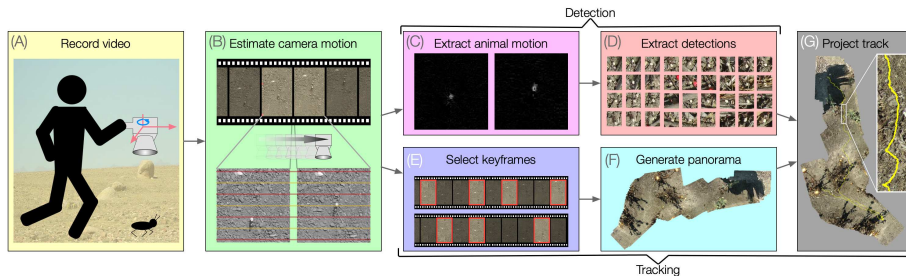 Detection
(A) Record video
(B) Estimate camera motion
(C) Extract animal motion
(D) Extract detections
(G) Project track
(E) Select keyframes
(F) Generate panorama
Tracking